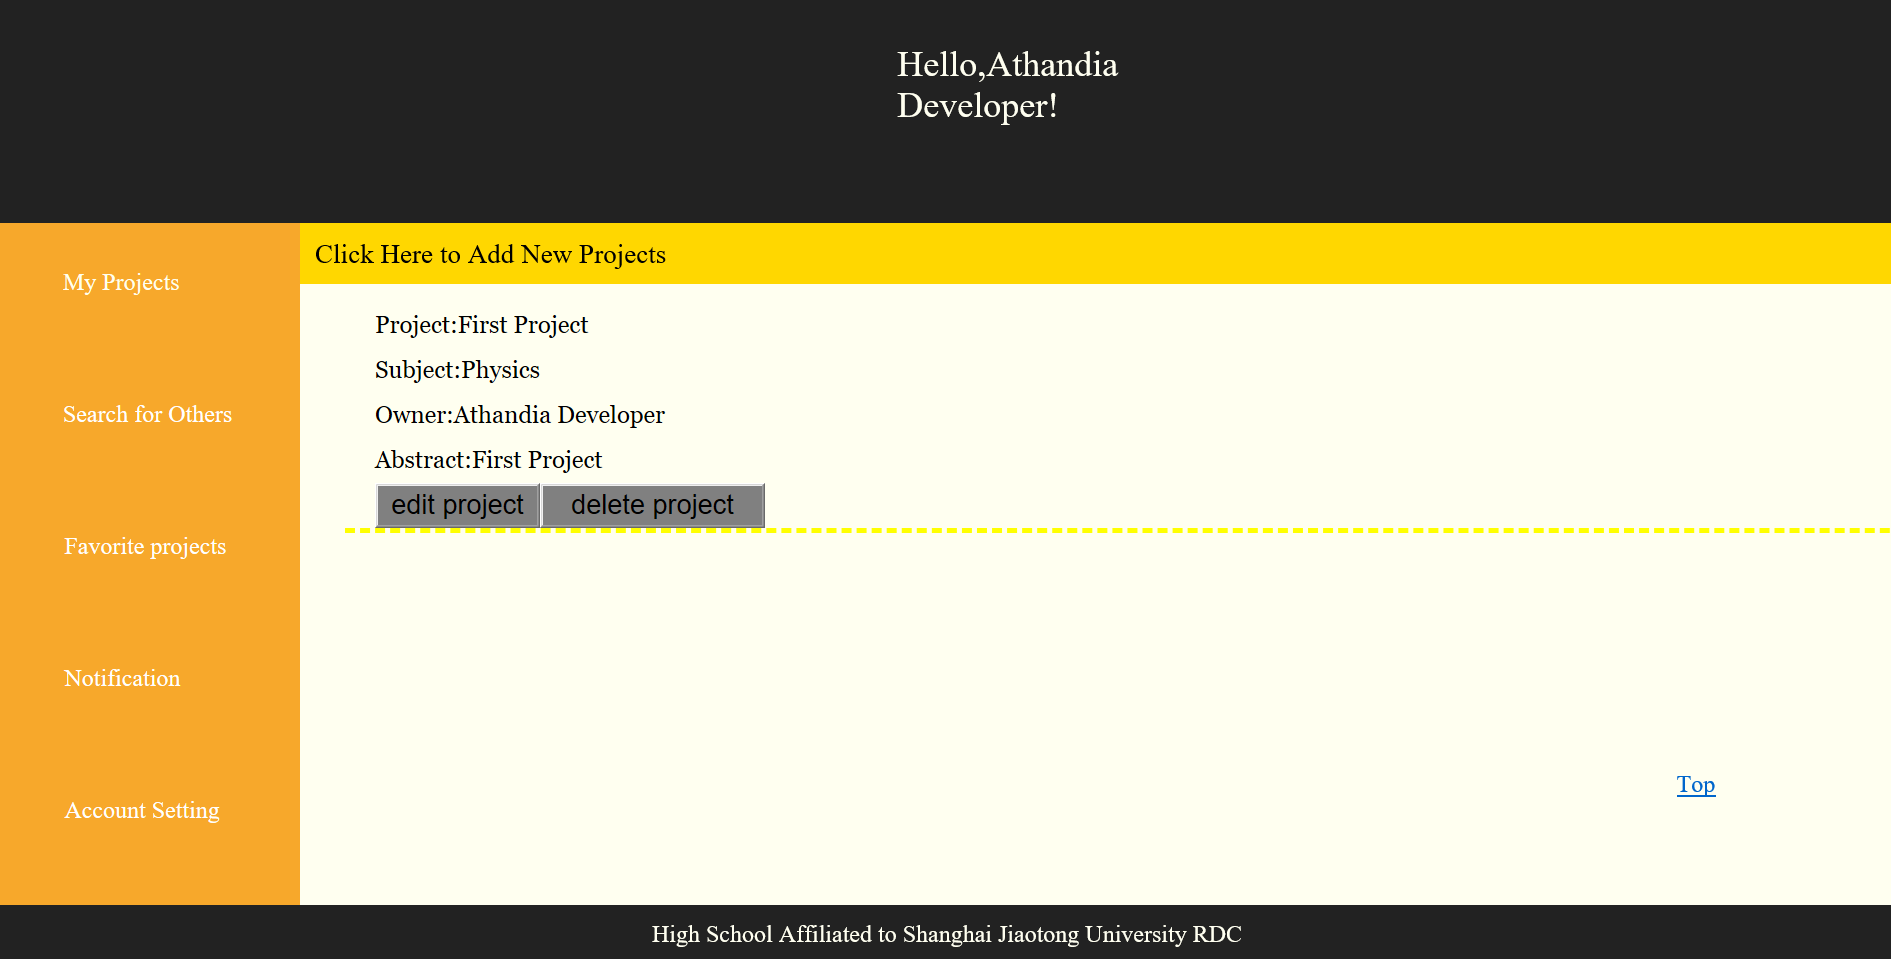 Hello,Athandia
Developer!
Click Here to Add New Projects
My Projects
Search for Others
Favorite projects
Notification
Account Setting
Project:First Project
Subject:Physics
Owner:Athandia Developer
Abstract:First Project
edit project delete project
Top
High School Affiliated to Shanghai Jiaotong University RDC